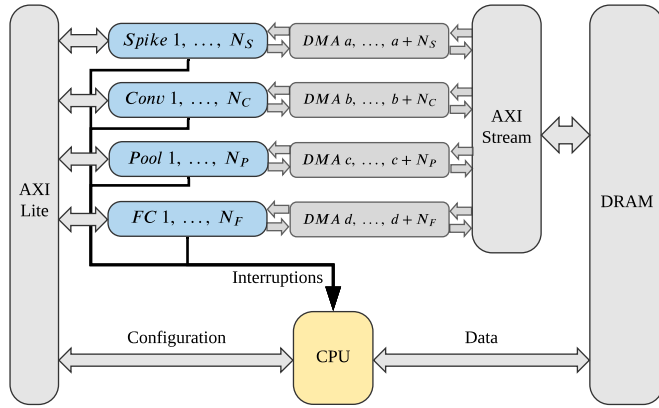 Spike 1, …, N_S
DMA a, …, a + N_S
Conv 1, …, N_C
DMA b, …, b + N_C
AXI
Stream
Pool 1, …, N_P
DMA c, …, c + N_P
AXI
Lite
DRAM
FC 1, …, N_F
DMA d, …, d + N_F
Interruptions
Configuration
CPU
Data